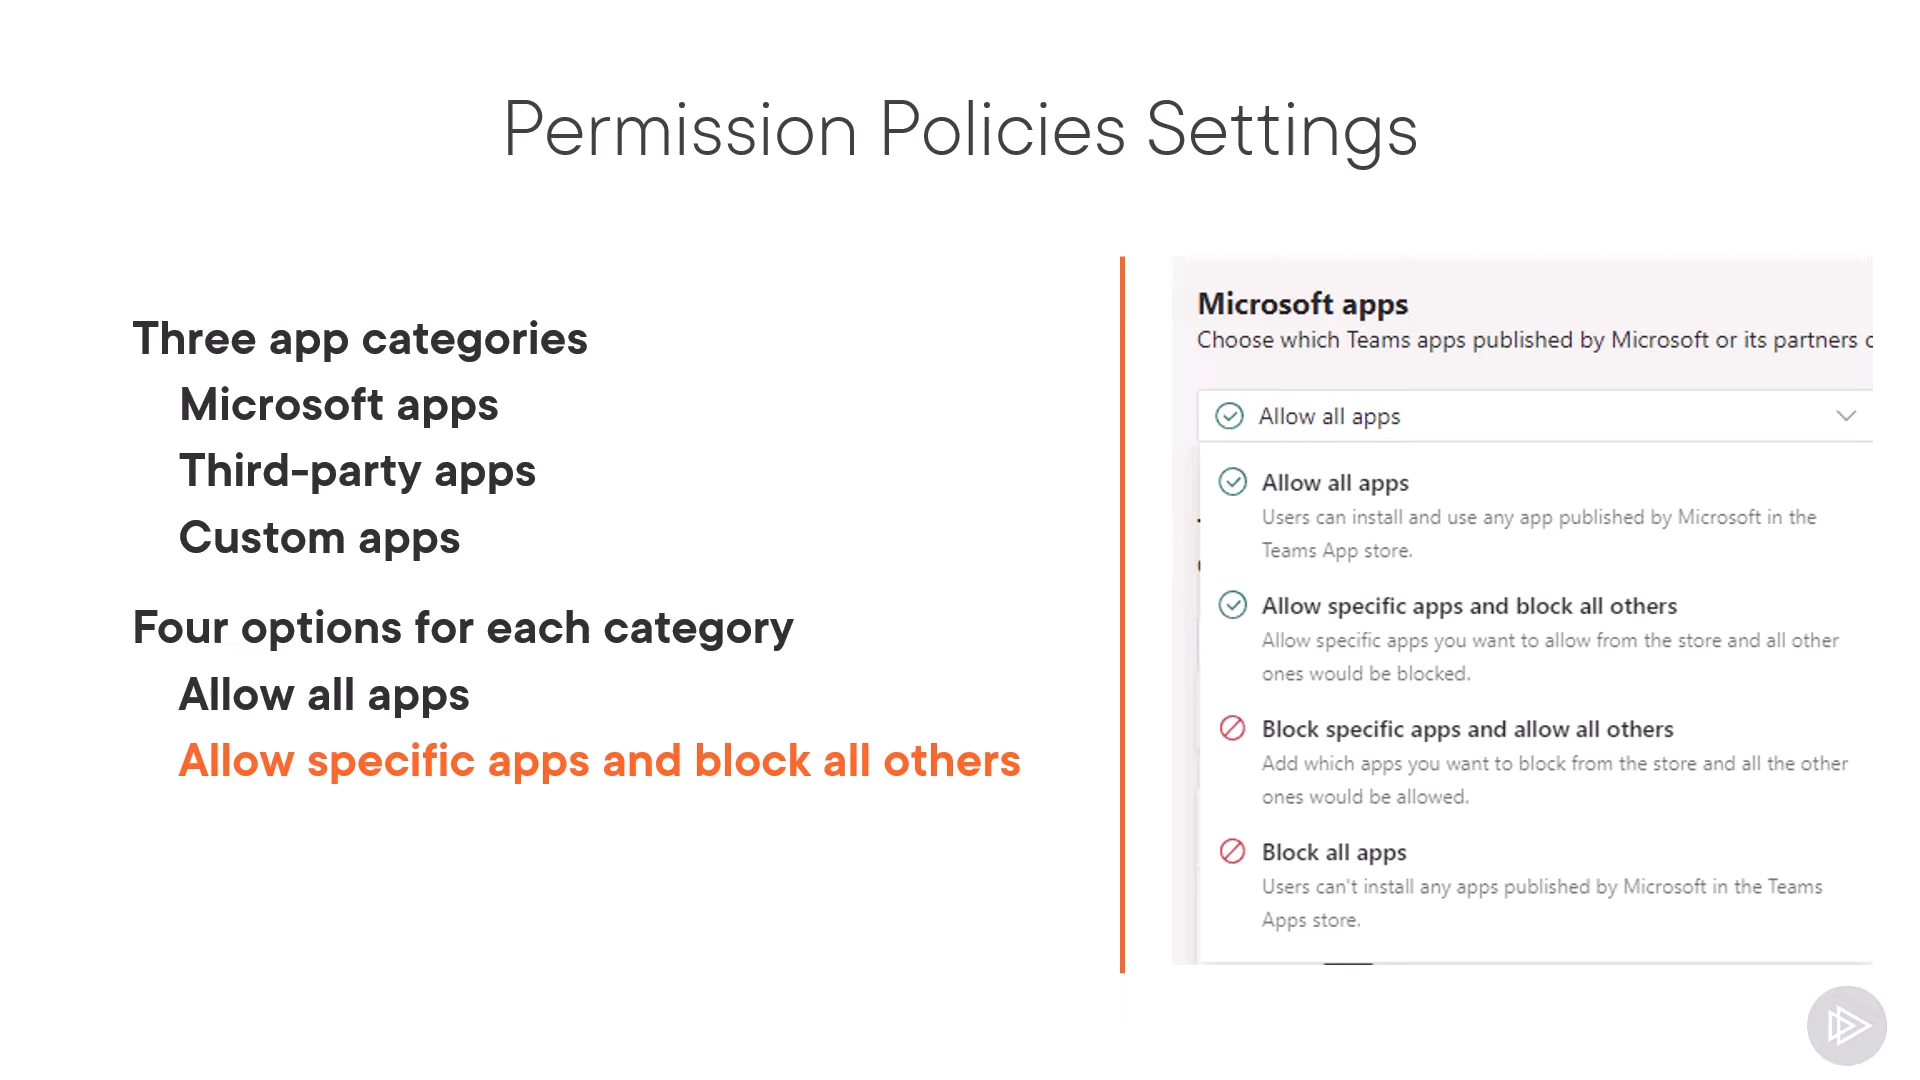 Permission Policies Settings
Three app categories
Microsoft apps
Third-party apps
Custom apps
Four options for each category
Allow all apps
Allow specific apps and block all others
Microsoft apps
Choose which Teams apps published by Microsoft or its partners
Allow all apps
Allow all apps
Users can install and use any app published by Microsoft in the
Teams App store.
Allow specific apps and block all others
Allow specific apps you want to allow from the store and all other
ones would be blocked.
Block specific apps and allow all others
Add which apps you want to block from the store and all the other
ones would be allowed.
Block all apps
Users can't install any apps published by Microsoft in the Teams
Apps store.